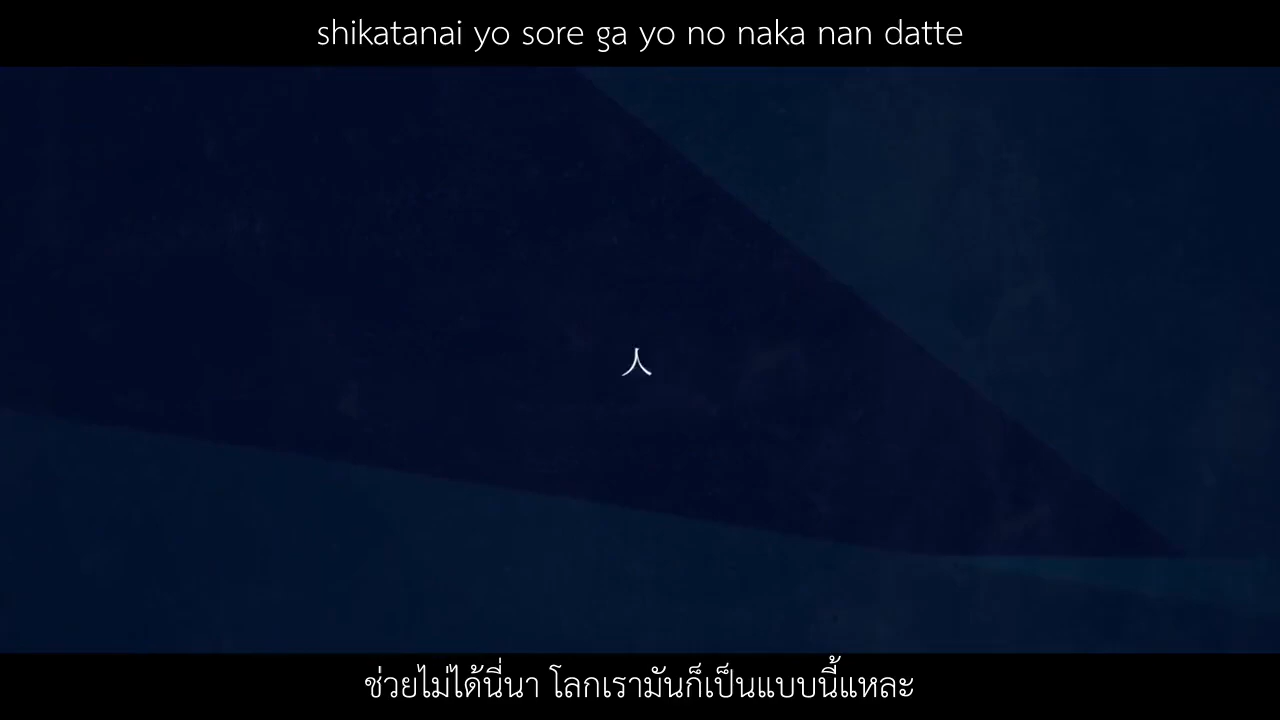 shikatanai yo sore ga yo no naka nan datte
人
ช่วยไม่ได้นี่นา โลกเรามันก็เป็นแบบนี้แหละ